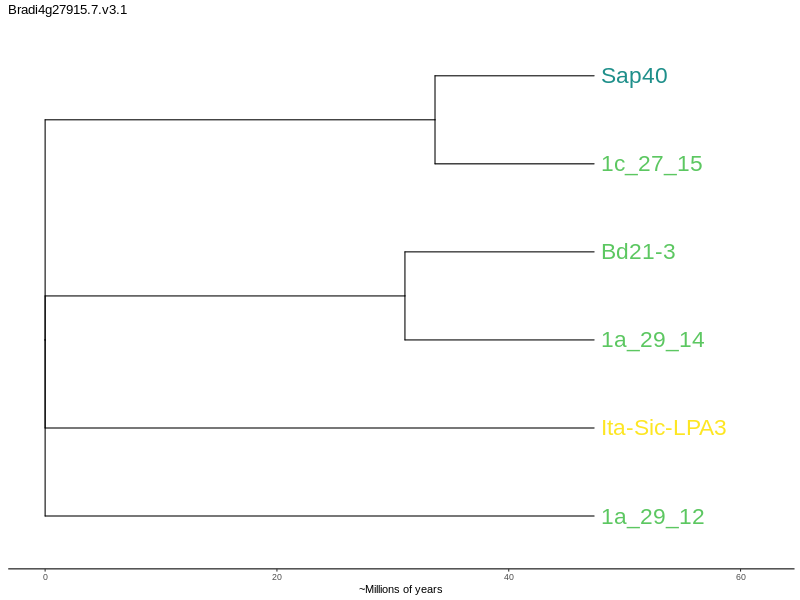 Bradi4g27915.7.v3.1
Sap40
1c_27_15
Bd21-3
1a_29_14
Ita-Sic-LPA3
1a_29_12
0 20 40 60
~Millions of years